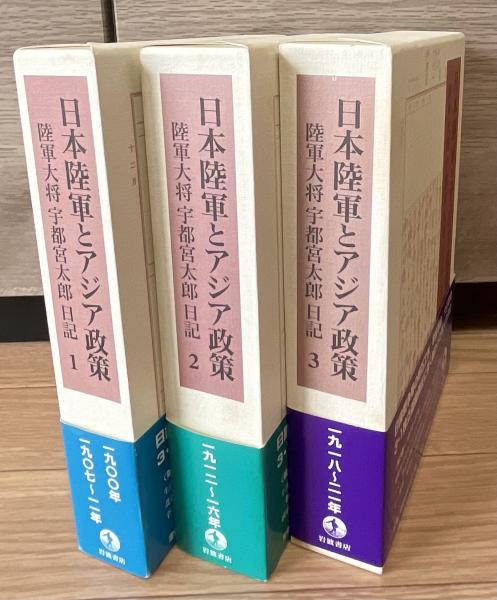 日本陸軍とアジア政策
陸軍大将 宇都宮太郎 日記 1
一九〇〇年
一九〇七~一一年
岩波書店
日本陸軍とアジア政策
陸軍大将 宇都宮太郎 日記 2
一九一二~一六年
岩波書店
日本陸軍とアジア政策
陸軍大将 宇都宮太郎 日記 3
一九一八~二一年
岩波書店